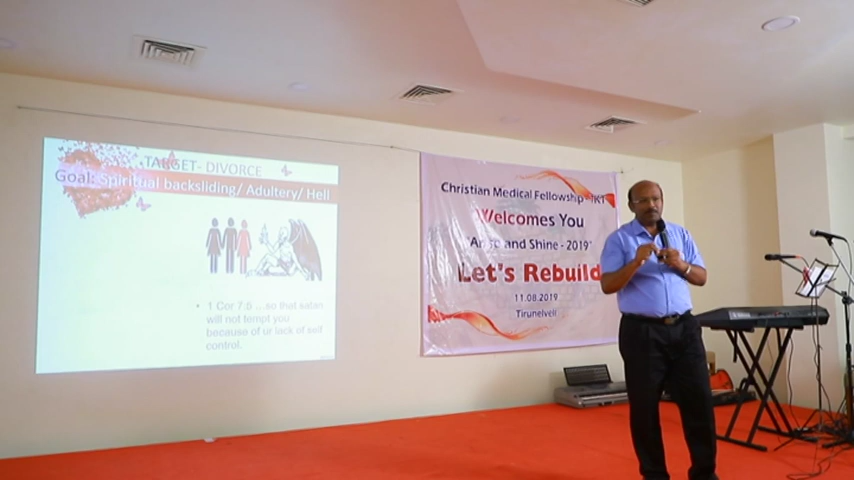 TARGET- DIVORCE
Goal: Spiritual backsliding/ Adultery/ Hell
• 1 Cor 7:5 ...so that satan
will not tempt you
because of ur lack of self
control.
Christian Medical Fellowship -
Welcomes You
and Shine - 2019"
Let's Rebuild
11.08.2019
Tirunelveli